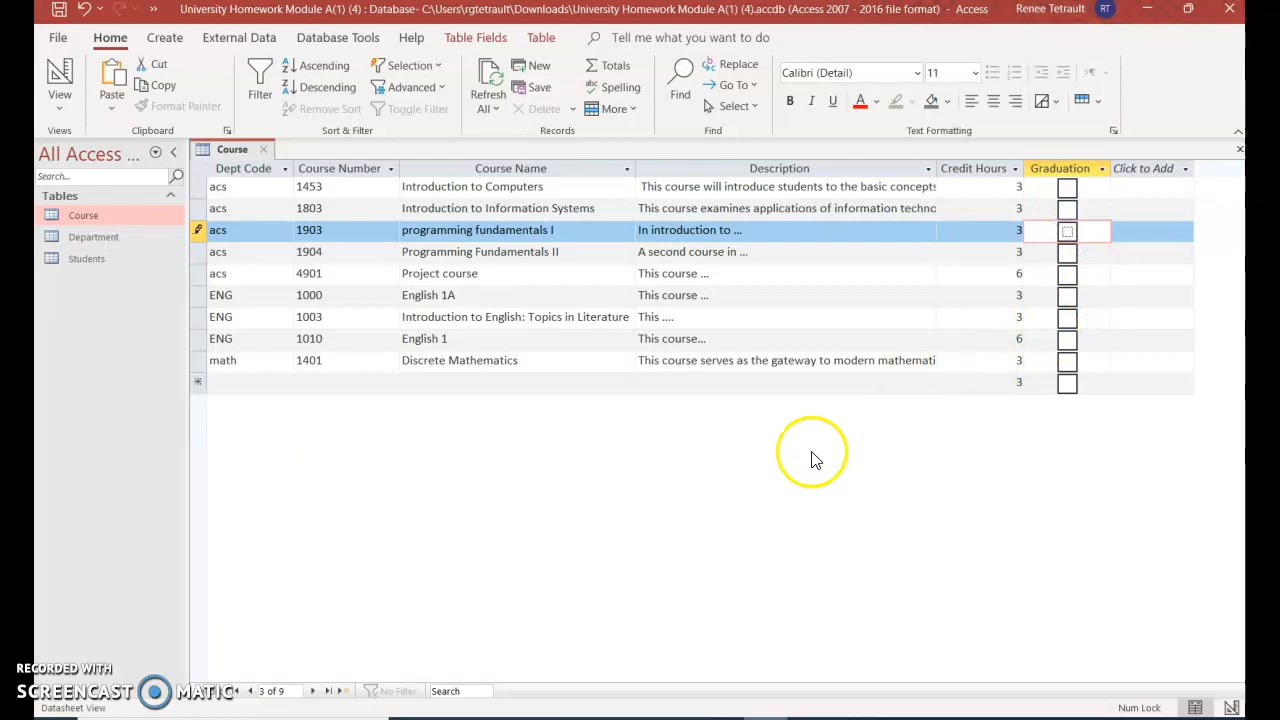 University Homework Module A(1) (4) : Database- C:\Users\rgtetrault\Downloads\University Homework Module A(1) (4).accdb (Access 2007 - 2016 file format) - Access
Renee Tetrault RT
File Home Create External Data Database Tools Help Table Fields Table Tell me what you want to do
View
Views
Paste
Cut
Copy
Format Painter
Clipboard
Filter
Ascending
Descending
Remove Sort
Selection
Advanced
Toggle Filter
Sort & Filter
Refresh All
New
Save
Delete
Totals
Spelling
More
Records
Find
Replace
Go To
Select
Find
Calibri (Detail) 11
B I U A
Text Formatting
All Access ...
Search...
Tables
Course
Department
Students
Course
Dept Code Course Number Course Name Description Credit Hours Graduation Click to Add
acs 1453 Introduction to Computers This course will introduce students to the basic concepts 3
acs 1803 Introduction to Information Systems This course examines applications of information techno 3
acs 1903 programming fundamentals I In introduction to ... 3
acs 1904 Programming Fundamentals II A second course in ... 3
acs 4901 Project course This course ... 6
ENG 1000 English 1A This course ... 3
ENG 1003 Introduction to English: Topics in Literature This .... 3
ENG 1010 English 1 This course... 6
math 1401 Discrete Mathematics This course serves as the gateway to modern mathemati 3
3
RECORDED WITH
SCREENCAST MATIC
3 of 9 No Filter Search
Datasheet View Num Lock